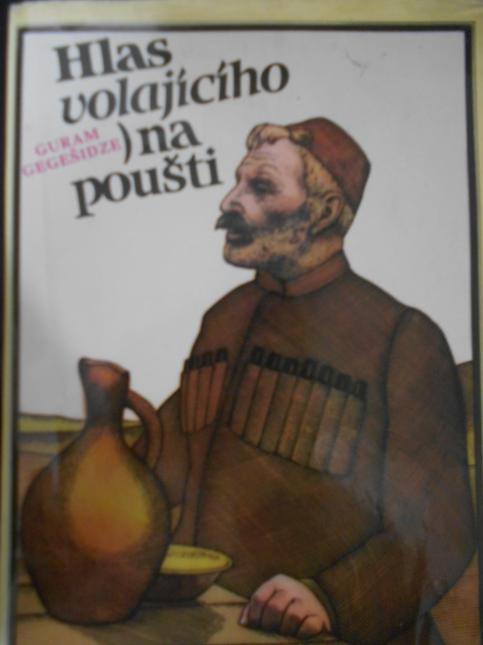 Hlas
volajícího
GURAM
GEGEŠIDZE
) na
poušti